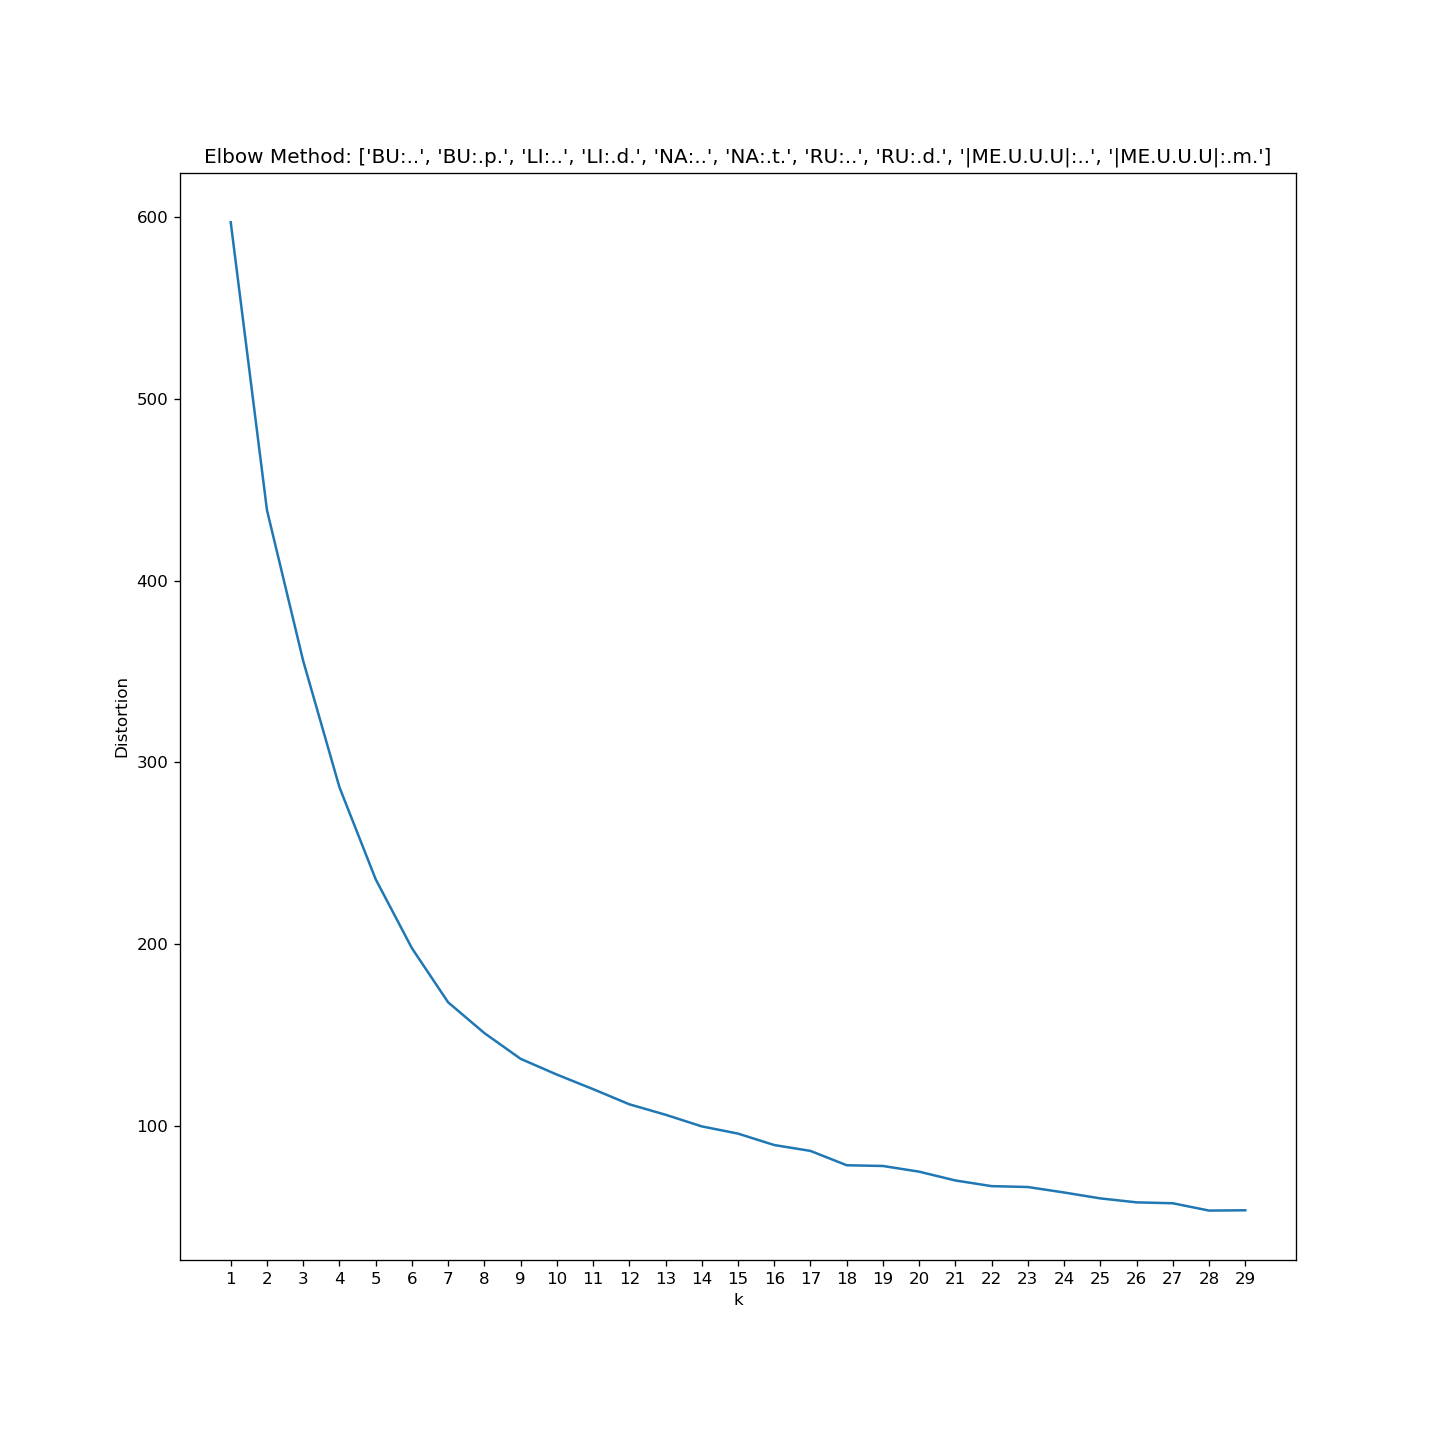 Elbow Method: ['BU:..', 'BU:.p.', 'LI:..', 'LI:.d.', 'NA:..', 'NA:.t.', 'RU:..', 'RU:.d.', '|ME.U.U.U|:..', '|ME.U.U.U|:.m.']
600
500
400
300
200
100
Distortion
1 2 3 4 5 6 7 8 9 10 11 12 13 14 15 16 17 18 19 20 21 22 23 24 25 26 27 28 29
k